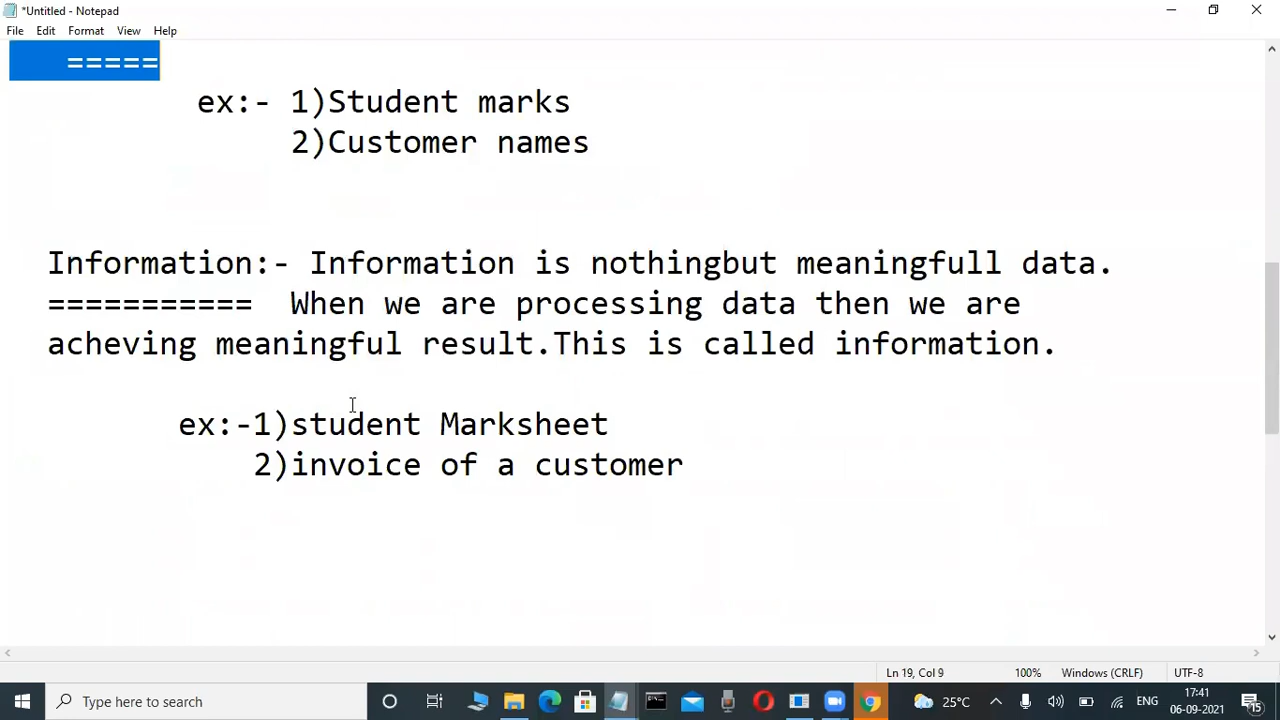 *Untitled - Notepad
File Edit Format View Help
=====
ex:- 1)Student marks
2)Customer names
Information:- Information is nothingbut meaningfull data.
=========== When we are processing data then we are
acheving meaningful result.This is called information.
ex:-1)student Marksheet
2)invoice of a customer
Ln 19, Col 9 100% Windows (CRLF) UTF-8
Type here to search 25°C ENG 17:41
06-09-2021 15